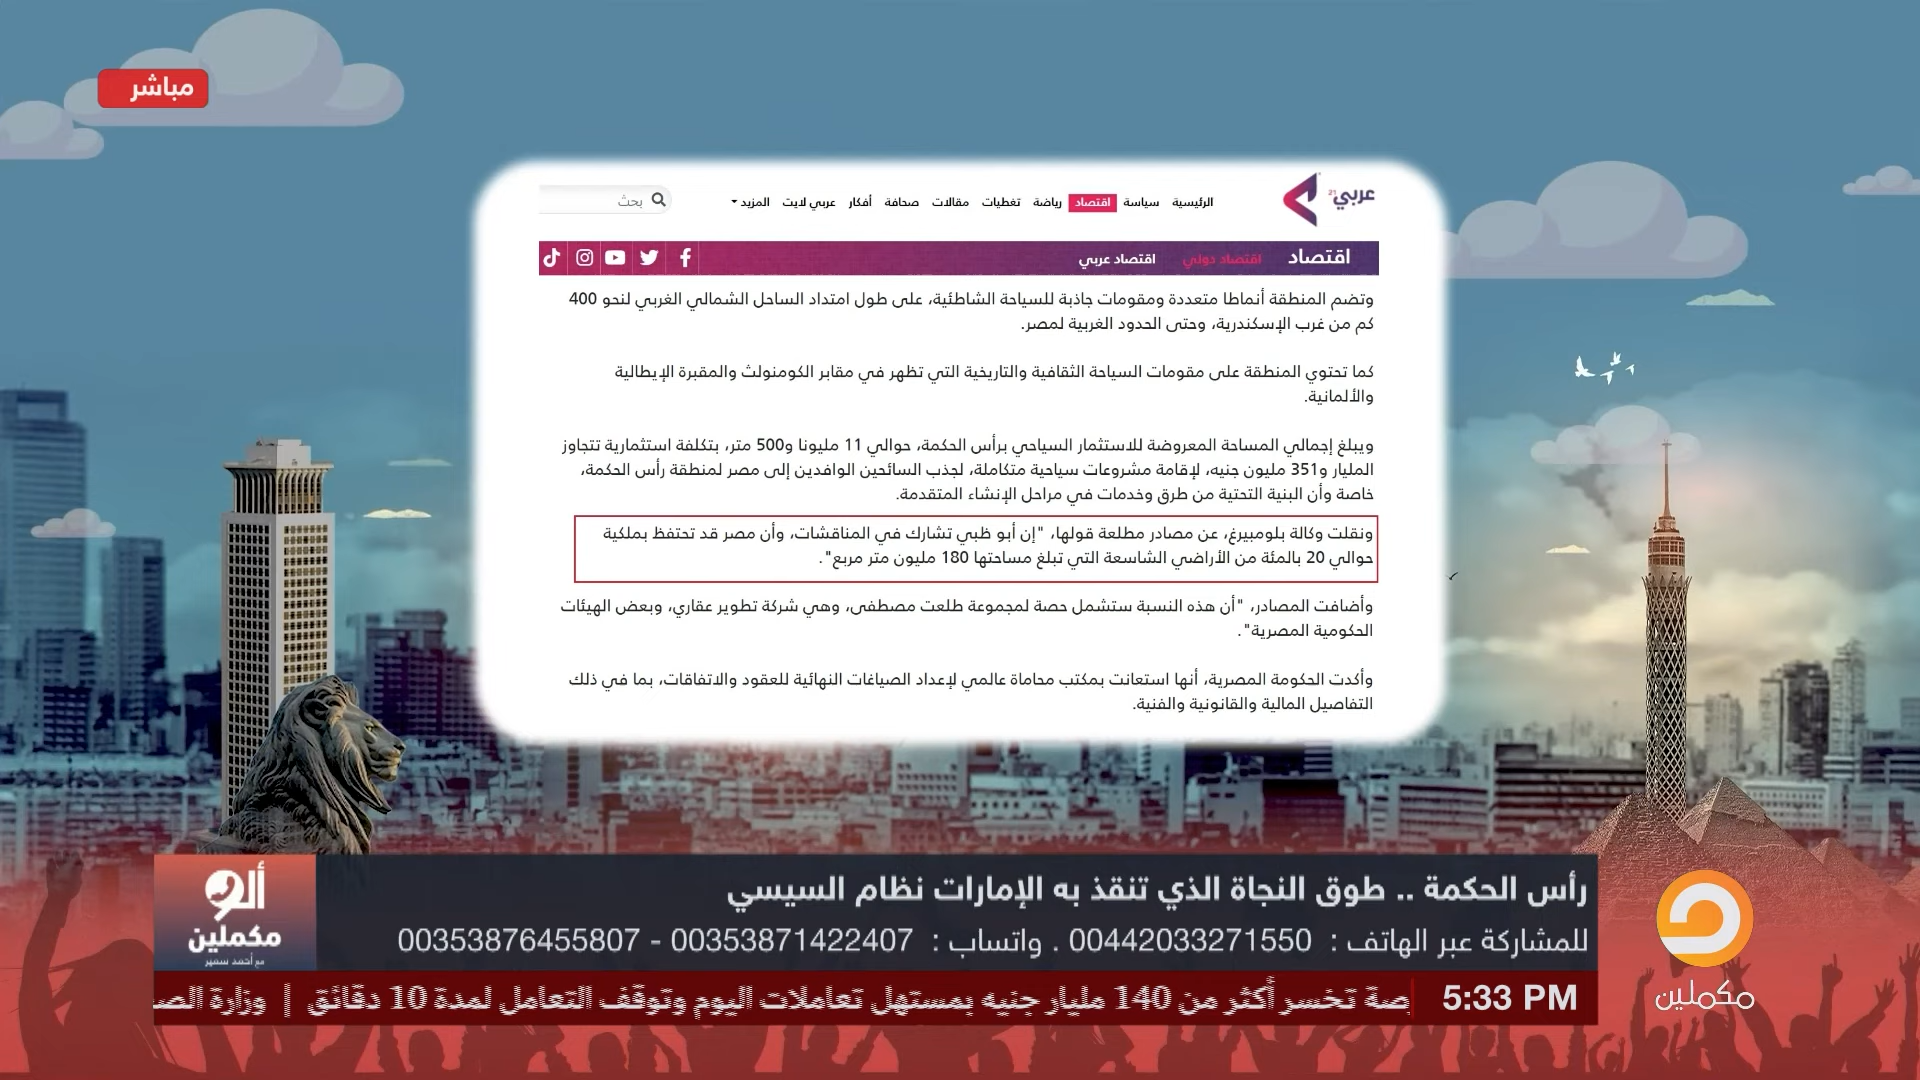 مباشر
عربي21
الرئيسية سياسة اقتصاد رياضة تغطيات مقالات صحافة أفكار عربي لايت المزيد
بحث
اقتصاد اقتصاد دولي اقتصاد عربي
وتضم المنطقة أنماطا متعددة ومقومات جاذبة للسياحة الشاطئية، على طول امتداد الساحل الشمالي الغربي لنحو 400
كم من غرب الإسكندرية، وحتى الحدود الغربية لمصر.
كما تحتوي المنطقة على مقومات السياحة الثقافية والتاريخية التي تظهر في مقابر الكومنولث والمقبرة الإيطالية
والألمانية.
ويبلغ إجمالي المساحة المعروضة للاستثمار السياحي برأس الحكمة، حوالي 11 مليونا و500 متر، بتكلفة استثمارية تتجاوز
المليار و351 مليون جنيه، لإقامة مشروعات سياحية متكاملة، لجذب السائحين الوافدين إلى مصر لمنطقة رأس الحكمة،
خاصة وأن البنية التحتية من طرق وخدمات في مراحل الإنشاء المتقدمة.
ونقلت وكالة بلومبيرغ، عن مصادر مطلعة قولها، "إن أبو ظبي تشارك في المناقشات، وأن مصر قد تحتفظ بملكية
حوالي 20 بالمئة من الأراضي الشاسعة التي تبلغ مساحتها 180 مليون متر مربع".
وأضافت المصادر، "أن هذه النسبة ستشمل حصة لمجموعة طلعت مصطفى، وهي شركة تطوير عقاري، وبعض الهيئات
الحكومية المصرية".
وأكدت الحكومة المصرية، أنها استعانت بمكتب محاماة عالمي لإعداد الصياغات النهائية للعقود والاتفاقات، بما في ذلك
التفاصيل المالية والقانونية والفنية.
رأس الحكمة .. طوق النجاة الذي تنقذ به الإمارات نظام السيسي
للمشاركة عبر الهاتف : 00442033271550 . واتساب : 00353871422407 - 00353876455807
ألو
مكملين
مع أحمد سمير
5:33 PM
صة تخسر أكثر من 140 مليار جنيه بمستهل تعاملات اليوم وتوقف التعامل لمدة 10 دقائق | وزارة الص
مكملين